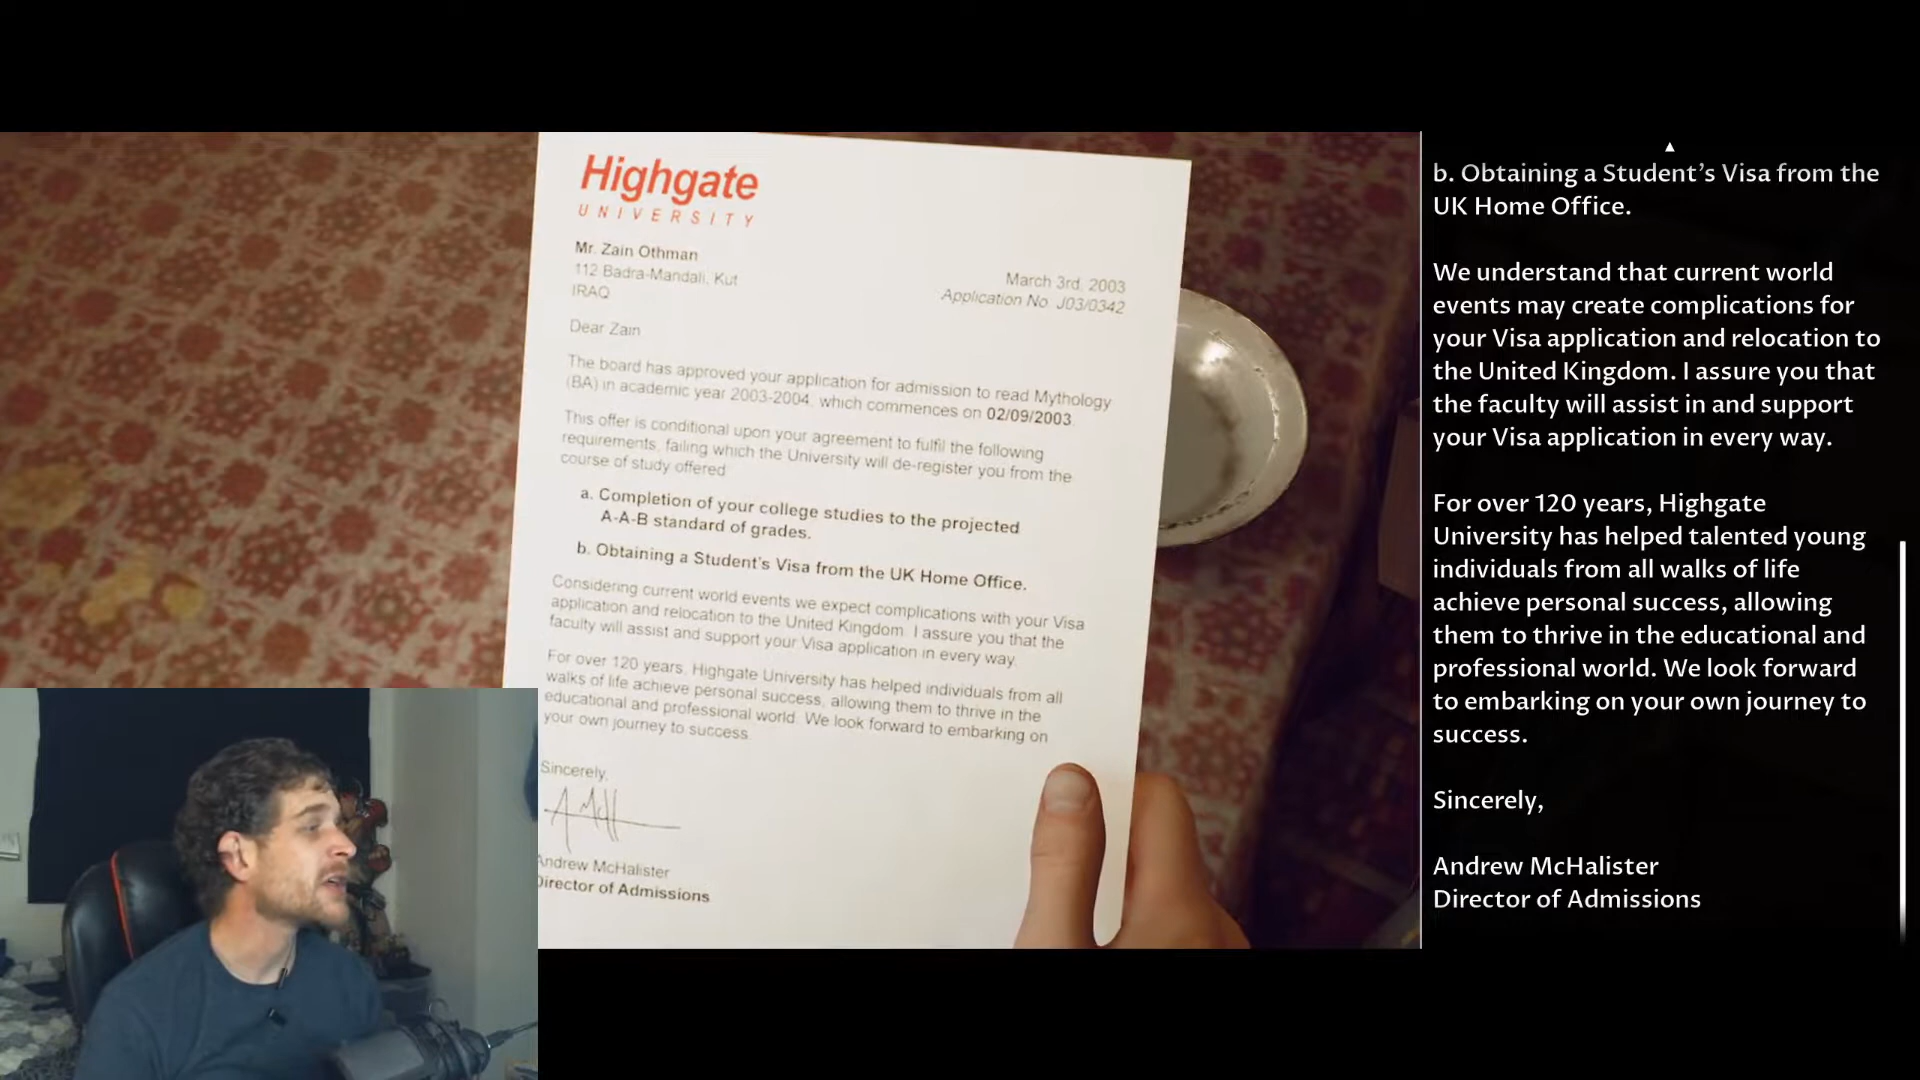 Highgate
UNIVERSITY
Mr. Zain Othman
112 Badra-Mandali, Kut
IRAQ
March 3rd, 2003
Application No. J03/0342
Dear Zain
The board has approved your application for admission to read Mythology
(BA) in academic year 2003-2004, which commences on 02/09/2003.
This offer is conditional upon your agreement to fulfil the following
requirements, failing which the University will de-register you from the
course of study offered
a. Completion of your college studies to the projected
A-A-B standard of grades.
b. Obtaining a Student's Visa from the UK Home Office.
Considering current world events we expect complications with your Visa
application and relocation to the United Kingdom. I assure you that the
faculty will assist and support your Visa application in every way.
For over 120 years, Highgate University has helped individuals from all
walks of life achieve personal success, allowing them to thrive in the
educational and professional world. We look forward to embarking on
your own journey to success.
Sincerely,
Andrew McHalister
Director of Admissions
b. Obtaining a Student’s Visa from the
UK Home Office.
We understand that current world
events may create complications for
your Visa application and relocation to
the United Kingdom. I assure you that
the faculty will assist in and support
your Visa application in every way.
For over 120 years, Highgate
University has helped talented young
individuals from all walks of life
achieve personal success, allowing
them to thrive in the educational and
professional world. We look forward
to embarking on your own journey to
success.
Sincerely,
Andrew McHalister
Director of Admissions